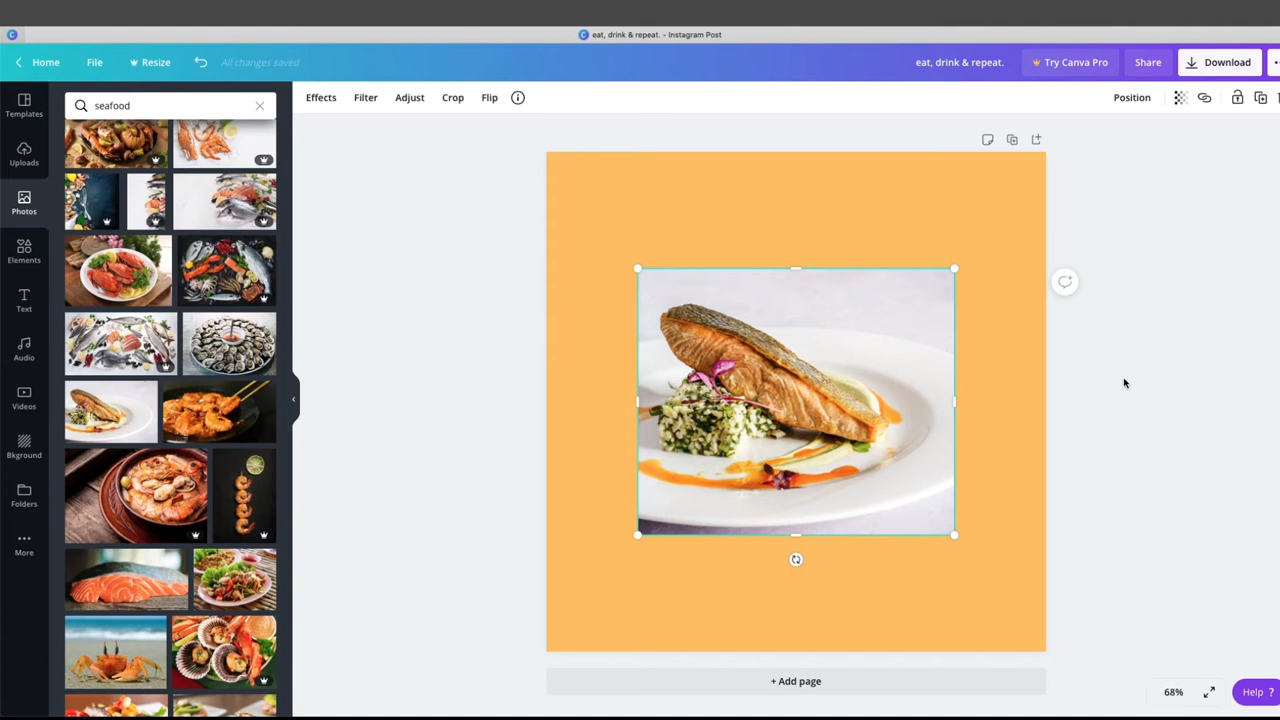 eat, drink & repeat. - Instagram Post
Home File Resize All changes saved eat, drink & repeat. Try Canva Pro Share Download
seafood
Effects Filter Adjust Crop Flip Position
Templates
Uploads
Photos
Elements
Text
Audio
Videos
Bkground
Folders
More
+ Add page
68% Help ?